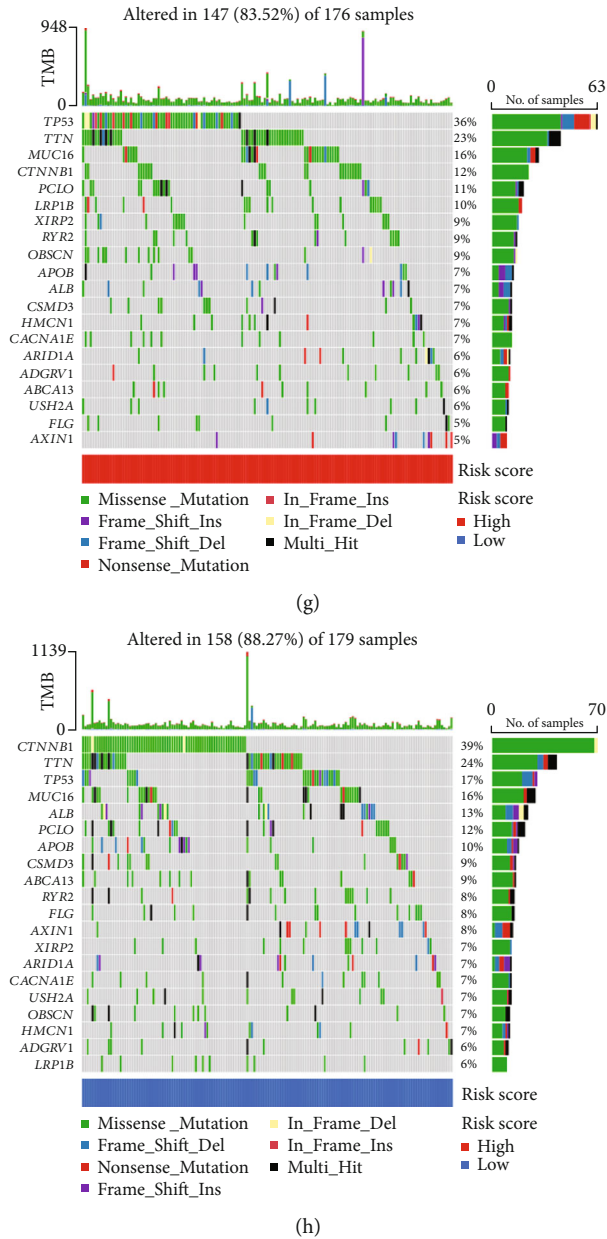 Altered in 147 (83.52%) of 176 samples
948
TMB
0
0 63
No. of samples
TP53 36%
TTN 23%
MUC16 16%
CTNNB1 12%
PCLO 11%
LRP1B 10%
XIRP2 9%
RYR2 9%
OBSCN 9%
APOB 7%
ALB 7%
CSMD3 7%
HMCN1 7%
CACNA1E 7%
ARID1A 6%
ADGRV1 6%
ABCA13 6%
USH2A 6%
FLG 5%
AXIN1 5%
Risk score
Missense _Mutation
Frame_Shift_Ins
Frame_Shift_Del
Nonsense_Mutation
In_Frame_Ins
In_Frame_Del
Multi_Hit
Risk score
High
Low
(g)
Altered in 158 (88.27%) of 179 samples
1139
TMB
0
0 70
No. of samples
CTNNB1 39%
TTN 24%
TP53 17%
MUC16 16%
ALB 13%
PCLO 12%
APOB 10%
CSMD3 9%
ABCA13 9%
RYR2 8%
FLG 8%
AXIN1 8%
XIRP2 7%
ARID1A 7%
CACNA1E 7%
USH2A 7%
OBSCN 7%
HMCN1 7%
ADGRV1 6%
LRP1B 6%
Risk score
Missense _Mutation
Frame_Shift_Del
Nonsense_Mutation
Frame_Shift_Ins
In_Frame_Del
In_Frame_Ins
Multi_Hit
Risk score
High
Low
(h)